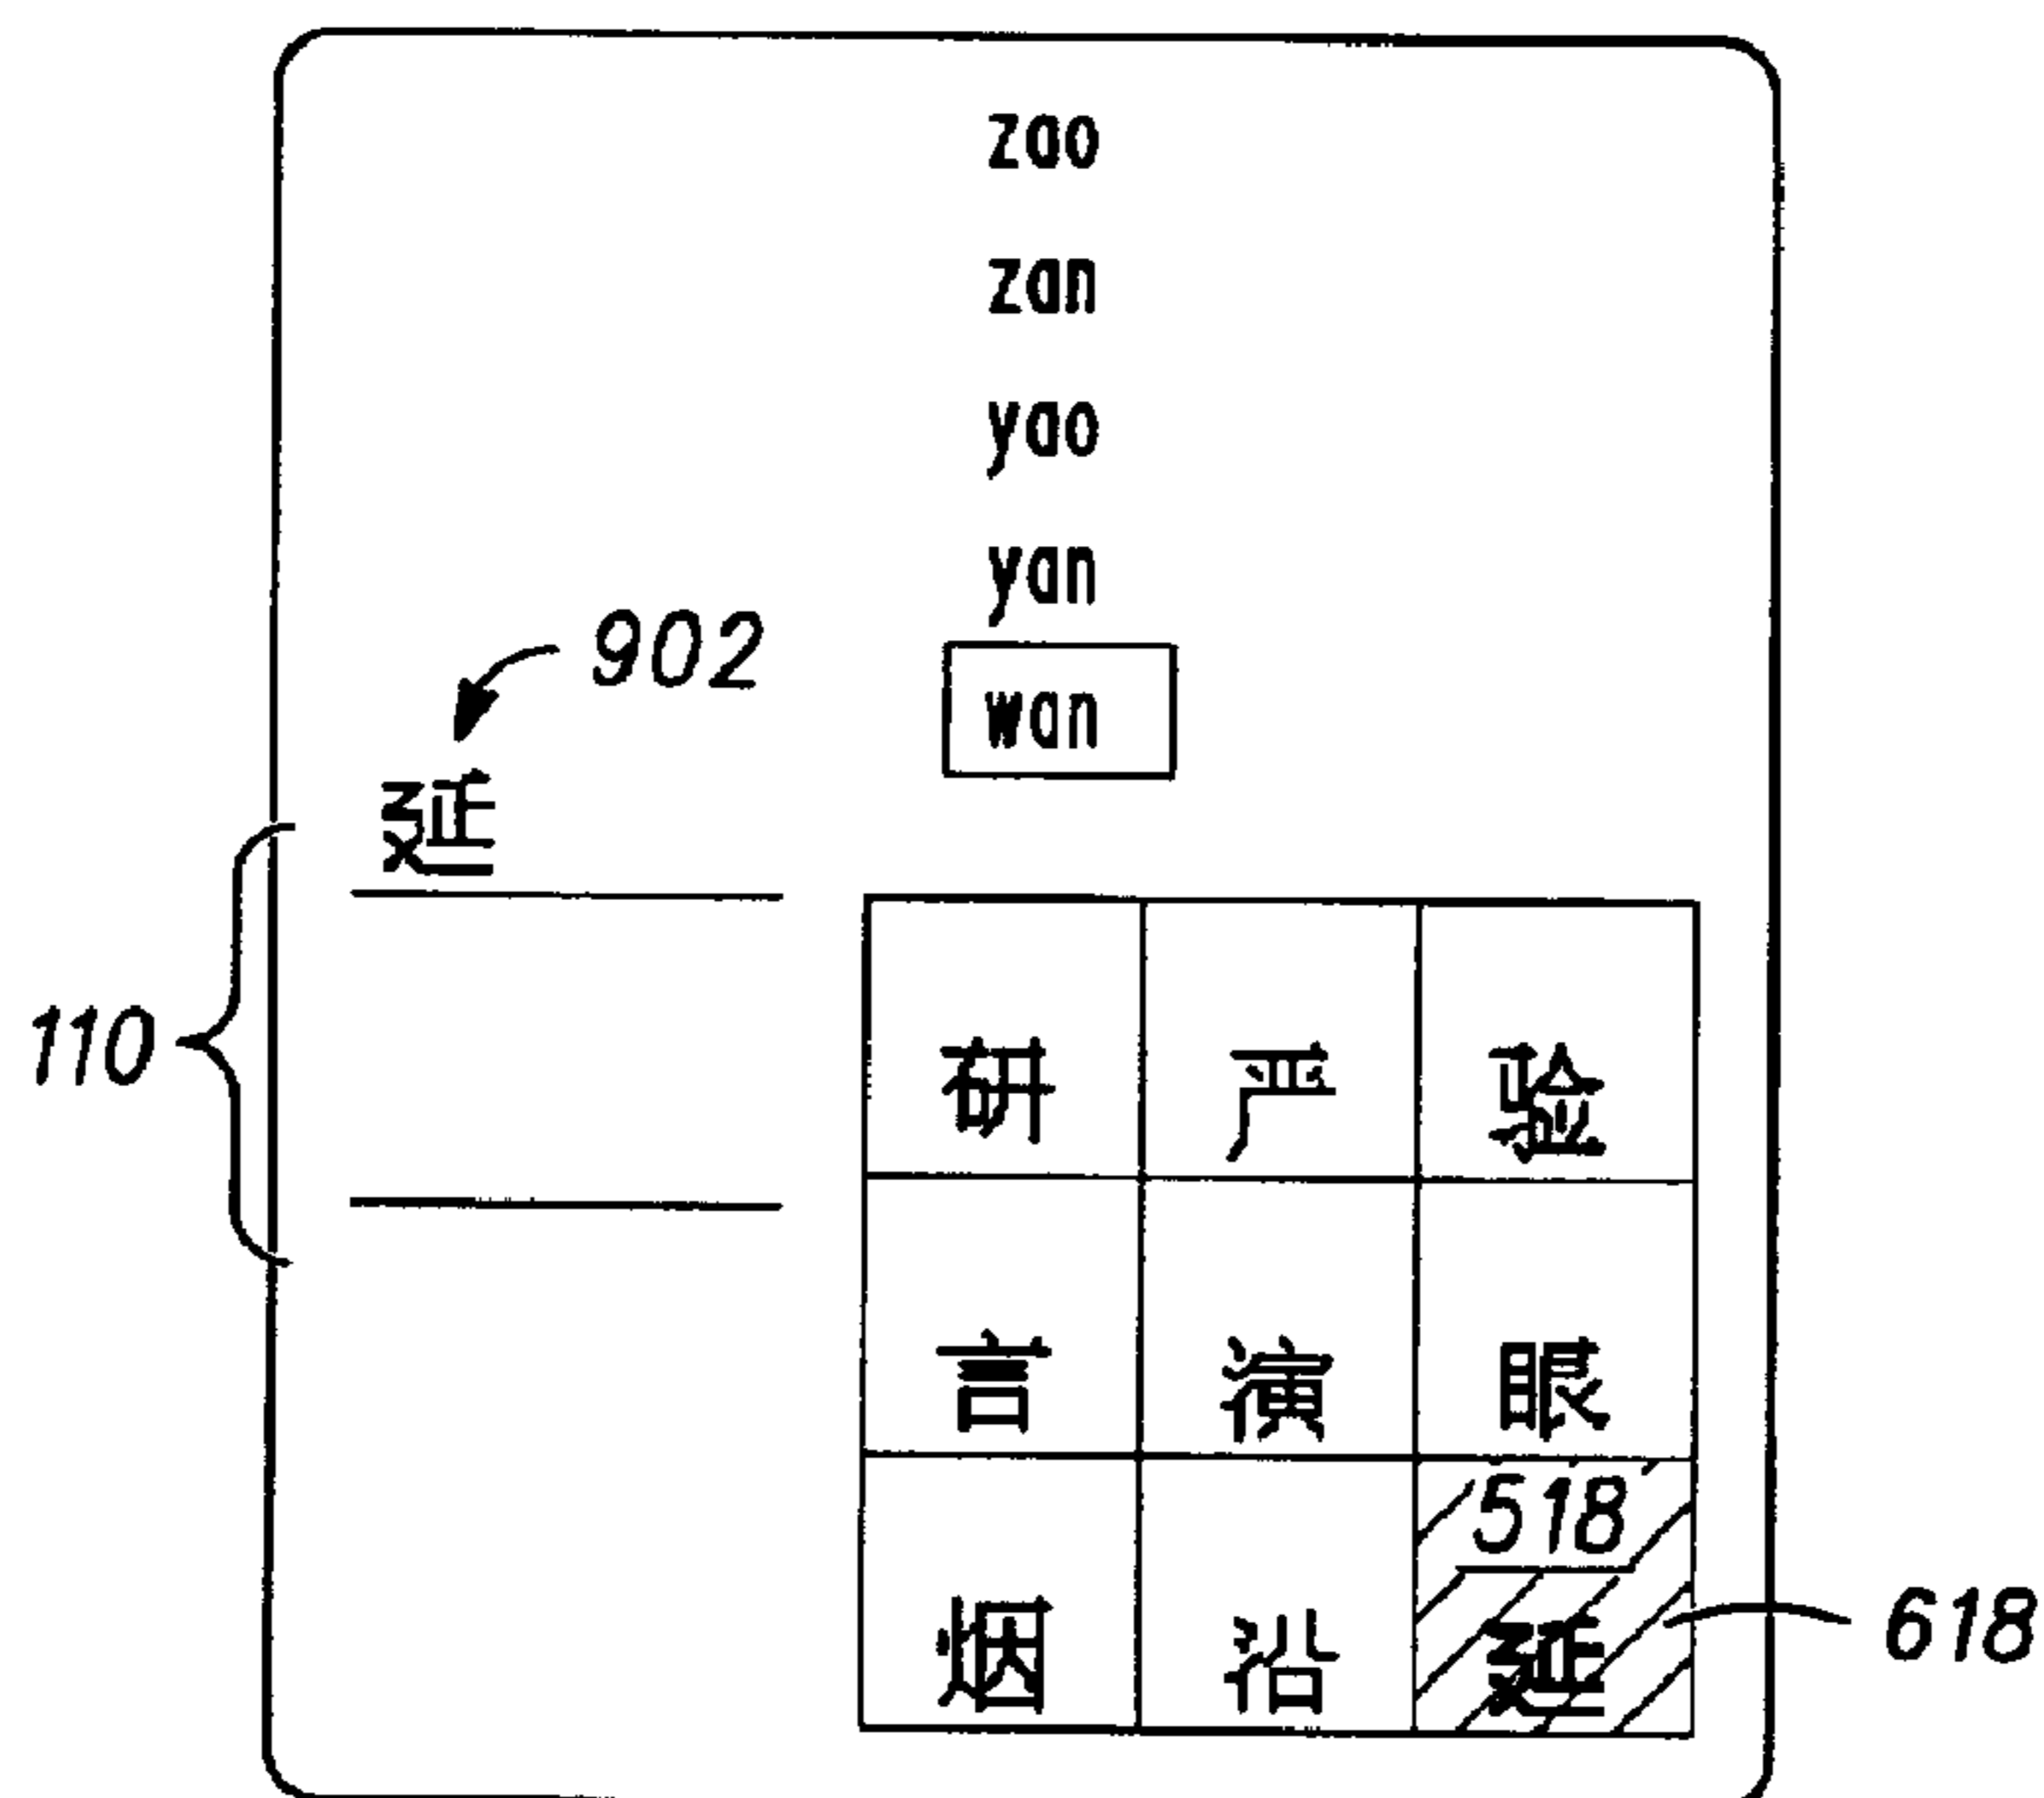 zao
zan
yao
yan
902
wan
延
110
研 严 验
言 演 眼
518
烟 沿 延
618